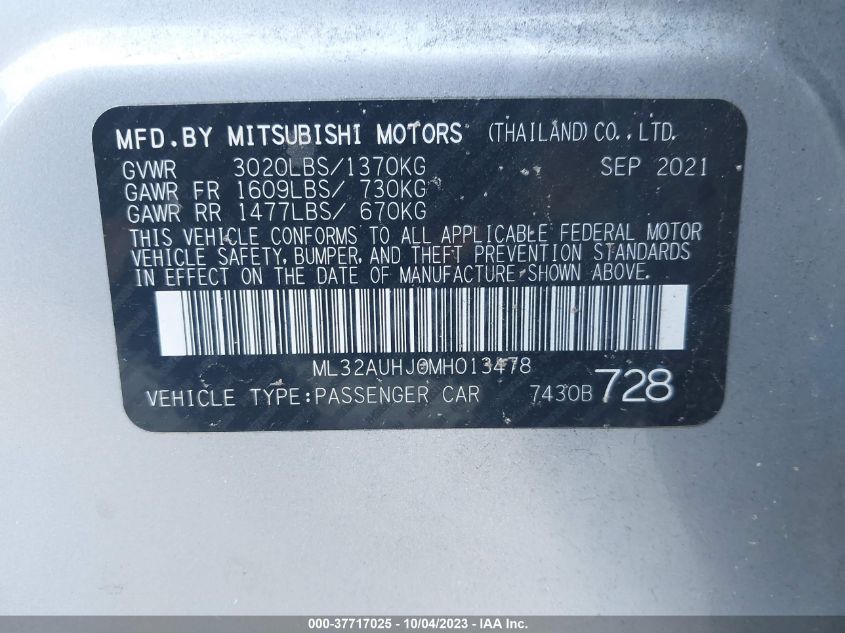 MFD.BY MITSUBISHI MOTORS (THAILAND) CO.,LTD.
GVWR 3020LBS/1370KG SEP 2021
GAWR FR 1609LBS/ 730KG
GAWR RR 1477LBS/ 670KG
THIS VEHICLE CONFORMS TO ALL APPLICABLE FEDERAL MOTOR
VEHICLE SAFETY, BUMPER, AND THEFT PREVENTION STANDARDS
IN EFFECT ON THE DATE OF MANUFACTURE SHOWN ABOVE.
ML32AUHJ0MH013478
VEHICLE TYPE:PASSENGER CAR 7430B 728
000-37717025 - 10/04/2023 - IAA Inc.